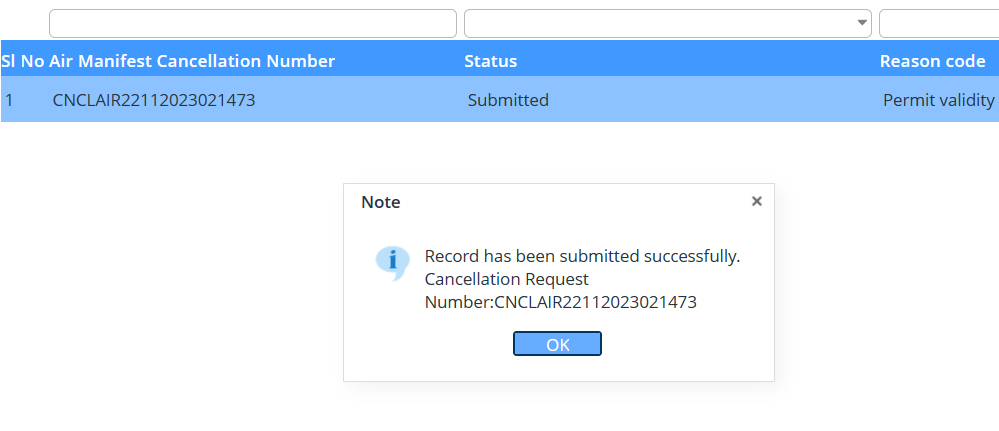 Sl No Air Manifest Cancellation Number Status Reason code
1 CNCLAIR22112023021473 Submitted Permit validity
Note ×
i
Record has been submitted successfully.
Cancellation Request
Number:CNCLAIR22112023021473
OK